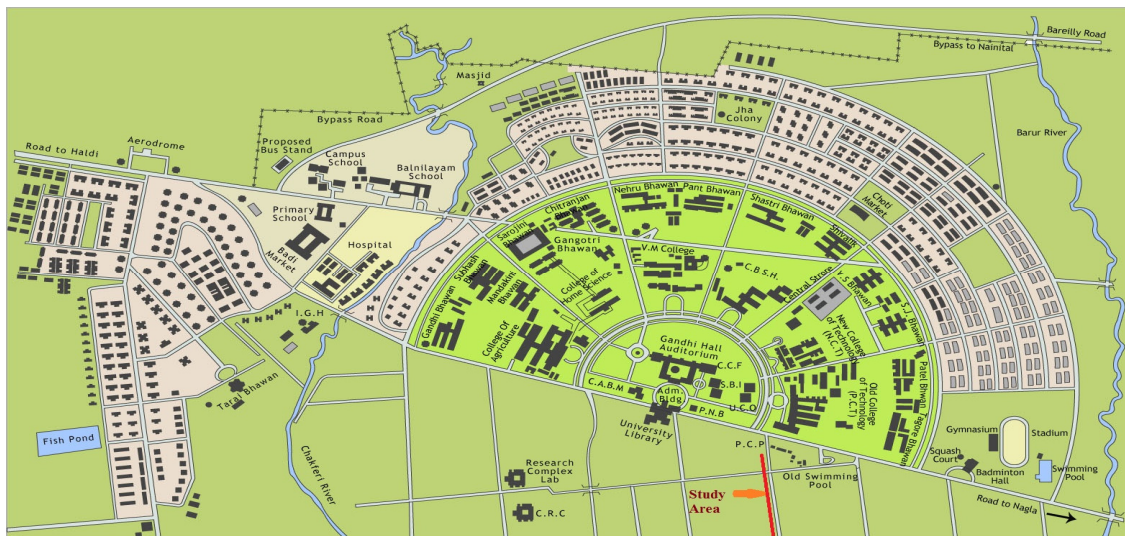 Bareilly Road
Bypass to Nainital
Masjid
Jha
Colony
Barur River
Bypass Road
Aerodrome
Road to Haldi
Proposed
Bus Stand
Campus
School
Balnilayam
School
Primary
School
Badi
Market
Hospital
Choti
Market
Nehru Bhawan
Pant Bhawan
Shastri Bhawan
Chitranjan
Bhawan
Sarojini
Bhawan
Gangotri
Bhawan
V.M College
C.B.S.H.
Central Strore
Subhash
Bhawan
Mandakini
Bhawan
Gandhi Bhawan
College of
Home Science
College Of
Agriculture
S.J. Bhawan
New College
of Technology
(N.C.T)
Old College
of Technology
(P.C.T)
Patel Bhwan
Tagore Bhawan
Gandhi Hall
Auditorium
C.C.F
S.B.I
U.C.O
C.A.B.M
Adm.
Bldg
P.N.B
University
Library
I.G.H
Tarai Bhawan
Fish Pond
Chakferi River
Research
Complex
Lab
C.R.C
P.C.P
Old Swimming
Pool
Study
Area
Gymnasium
Stadium
Squash
Court
Badminton
Hall
Swimming
Pool
Road to Nagla